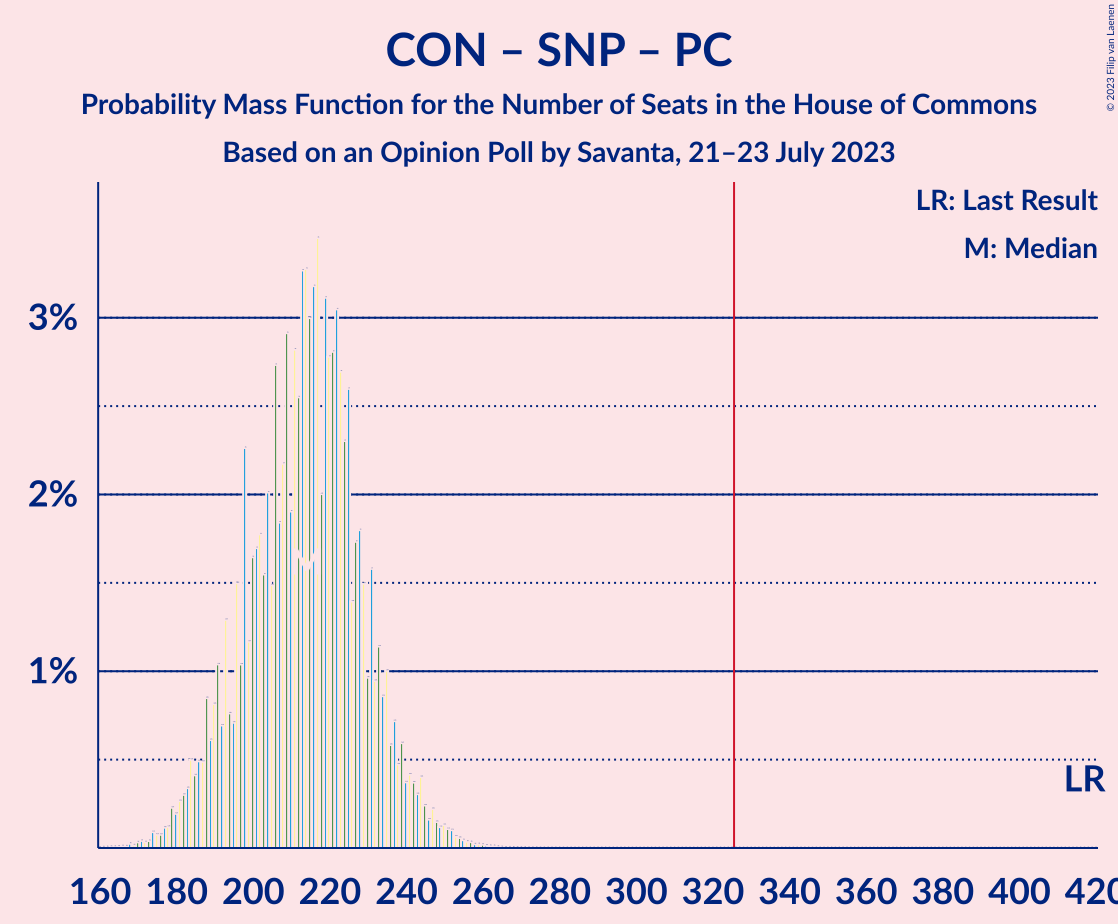 CON – SNP – PC
Probability Mass Function for the Number of Seats in the House of Commons
Based on an Opinion Poll by Savanta, 21–23 July 2023
© 2023 Filip van Laenen
LR: Last Result
M: Median
3%
2%
1%
LR
160 180 200 220 240 260 280 300 320 340 360 380 400 420